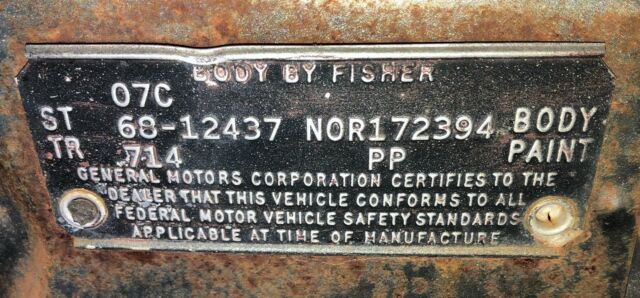 BODY BY FISHER
07C
ST 68-12437 NOR172394 BODY
TR 714 PP PAINT
GENERAL MOTORS CORPORATION CERTIFIES TO THE
DEALER THAT THIS VEHICLE CONFORMS TO ALL
FEDERAL MOTOR VEHICLE SAFETY STANDARDS
APPLICABLE AT TIME OF MANUFACTURE